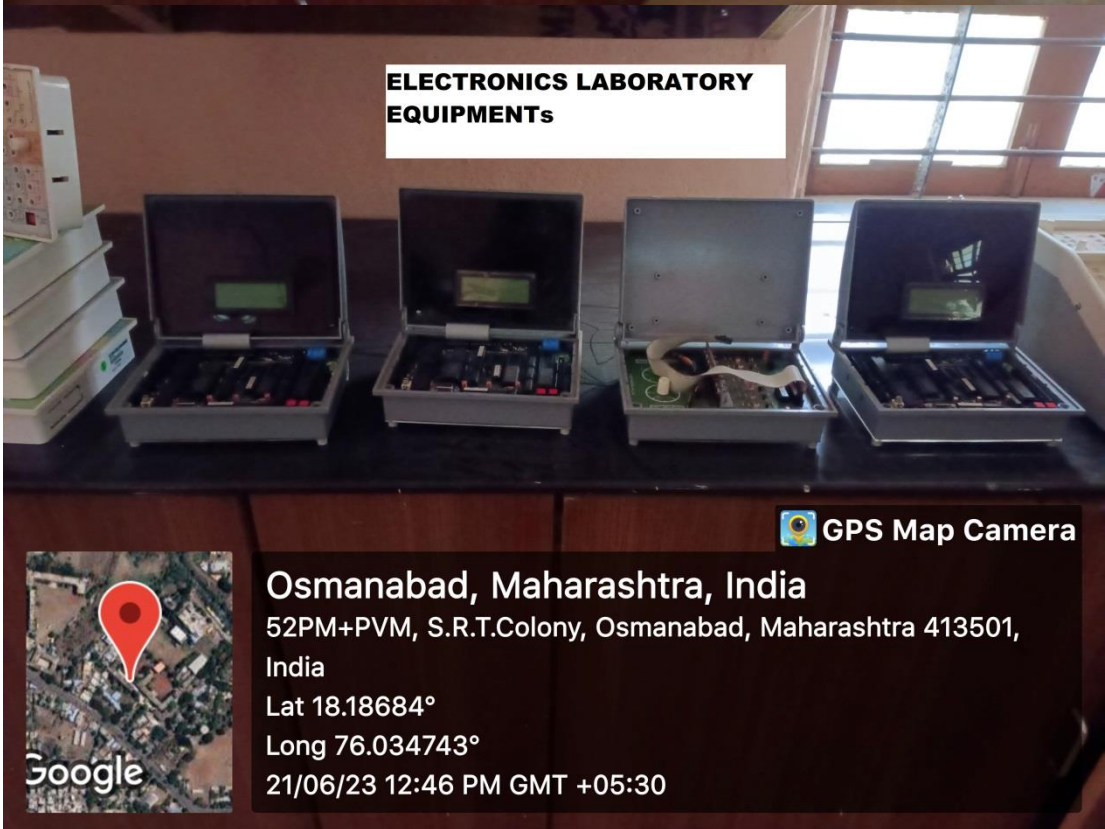 ELECTRONICS LABORATORY
EQUIPMENTs
GPS Map Camera
Osmanabad, Maharashtra, India
52PM+PVM, S.R.T.Colony, Osmanabad, Maharashtra 413501,
India
Lat 18.18684°
Long 76.034743°
21/06/23 12:46 PM GMT +05:30
Google